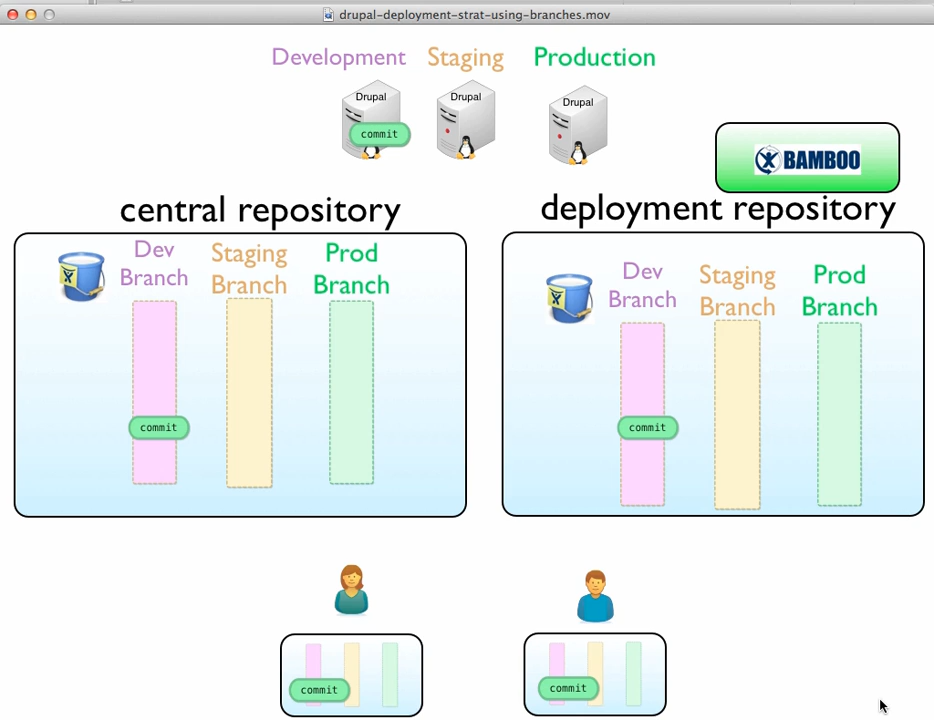 drupal-deployment-strat-using-branches.mov
Development
Staging
Production
Drupal
Drupal
Drupal
commit
BAMBOO
central repository
deployment repository
Dev
Branch
Staging
Branch
Prod
Branch
commit
Dev
Branch
Staging
Branch
Prod
Branch
commit
commit
commit